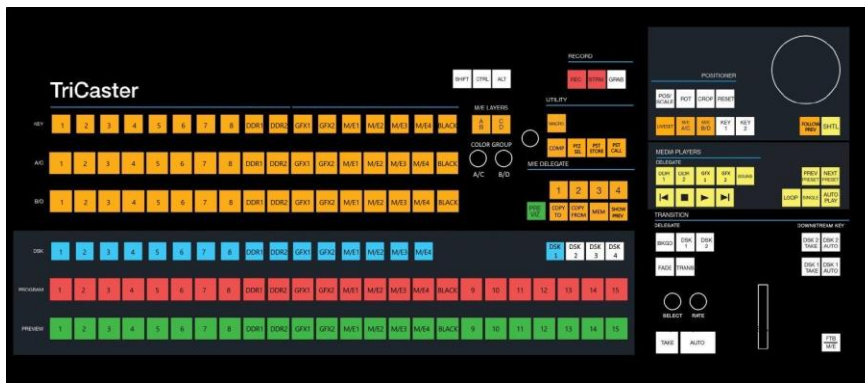 RECORD
SHIFT CTRL ALT
REC STRM GRAB
POSITIONER
TriCaster
POS/SCALE ROT CROP RESET
M/E LAYERS
UTILITY
KEY 1 2 3 4 5 6 7 8 DDR1 DDR2 GFX1 GFX2 M/E1 M/E2 M/E3 M/E4 BLACK
A B
C D
MACRO
M/E A/C
M/E B/D
KEY 1
KEY 2
FOLLOW PREV
SHTL
COLOR GROUP
COMP
PST SEL
PST STORE
PST CALL
A/C 1 2 3 4 5 6 7 8 DDR1 DDR2 GFX1 GFX2 M/E1 M/E2 M/E3 M/E4 BLACK
A/C B/D
M/E DELEGATE
MEDIA PLAYERS
DELEGATE
DDR 1
DDR 2
GFX 1
GFX 2
SOUND
PREV PRESET
NEXT PRESET
B/D 1 2 3 4 5 6 7 8 DDR1 DDR2 GFX1 GFX2 M/E1 M/E2 M/E3 M/E4 BLACK
1 2 3 4
PRE VIZ
COPY TO
COPY FROM
MEM
SHOW PREV
LOOP SINGLE AUTO PLAY
TRANSITION
DELEGATE
DOWNSTREAM KEY
DSK 1 2 3 4 5 6 7 8 DDR1 DDR2 GFX1 GFX2 M/E1 M/E2 M/E3 M/E4
DSK 1
DSK 2
DSK 3
DSK 4
BKGD
DSK 1
DSK 2
DSK 2 TAKE
DSK 2 AUTO
FADE TRANS
DSK 1 TAKE
DSK 1 AUTO
PROGRAM 1 2 3 4 5 6 7 8 DDR1 DDR2 GFX1 GFX2 M/E1 M/E2 M/E3 M/E4 BLACK 9 10 11 12 13 14 15
SELECT RATE
PREVIEW 1 2 3 4 5 6 7 8 DDR1 DDR2 GFX1 GFX2 M/E1 M/E2 M/E3 M/E4 BLACK 9 10 11 12 13 14 15
TAKE AUTO
FTB
M/E